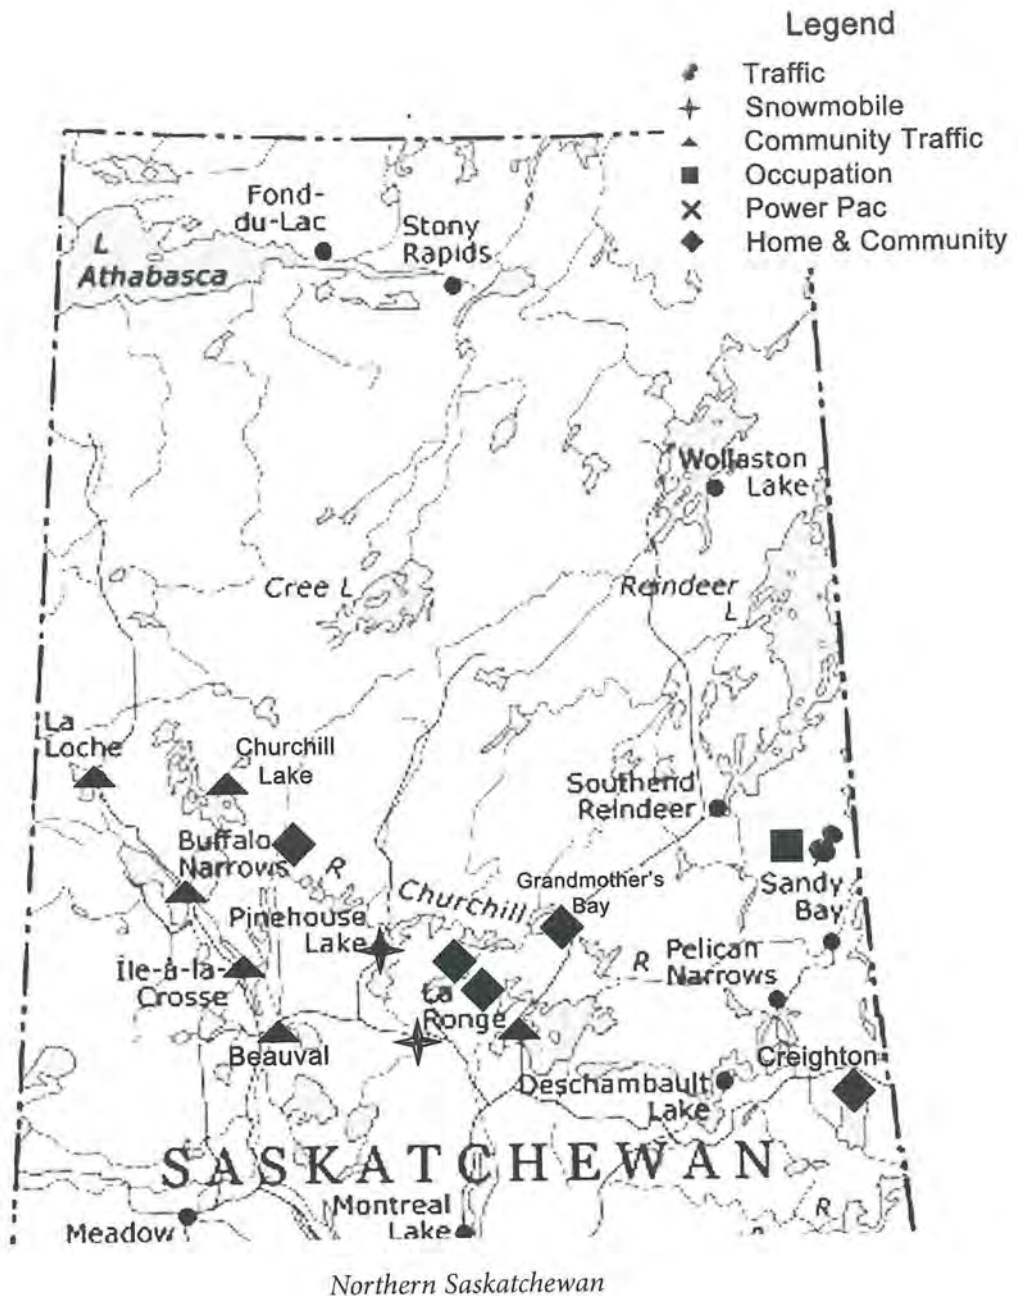 Legend
Traffic
Snowmobile
Community Traffic
Occupation
Power Pac
Home & Community
Fond-
du-Lac
Stony
Rapids
L
Athabasca
Wollaston
Lake
Cree L
Reindeer
L
La
Loche
Churchill
Lake
Southend
Reindeer
Buffalo
Narrows
R
Churchill
Grandmother's
Bay
Sandy
Bay
Pinehouse
Lake
R
Pelican
Narrows
Île-à-la-
Crosse
La
Ronge
Beauval
Creighton
Deschambault
Lake
SASKATCHEWAN
Montreal
Lake
R
Meadow
Northern Saskatchewan